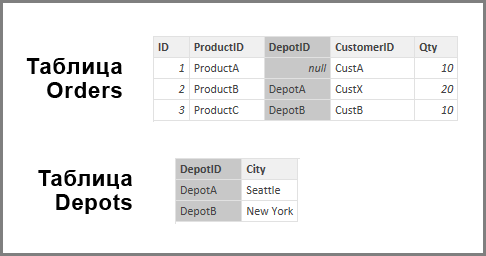 Таблица
Orders
ID ProductID DepotID CustomerID Qty
1 ProductA null CustA 10
2 ProductB DepotA CustX 20
3 ProductC DepotB CustB 10
Таблица
Depots
DepotID City
DepotA Seattle
DepotB New York